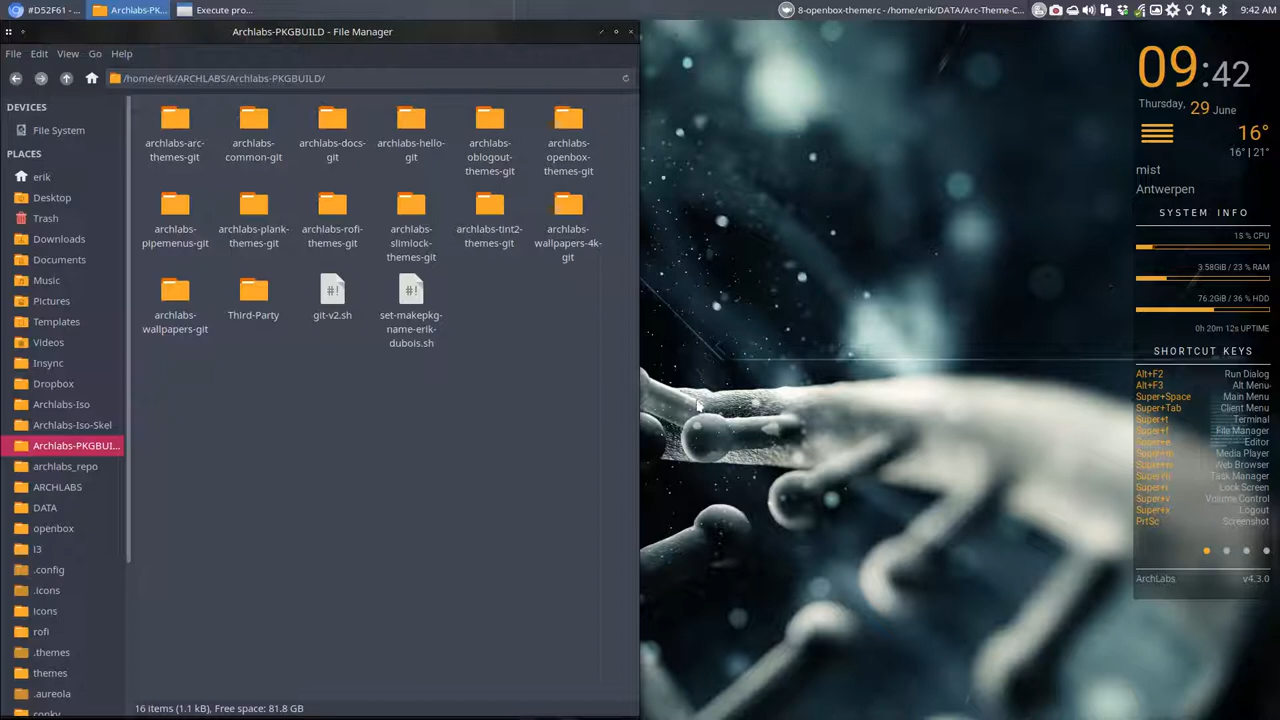 #D52F61 - ...
Archlabs-PK...
Execute pro...
8-openbox-themerc - /home/erik/DATA/Arc-Theme-C...
9:42 AM
Archlabs-PKGBUILD - File Manager
File Edit View Go Help
/home/erik/ARCHLABS/Archlabs-PKGBUILD/
DEVICES
File System
PLACES
erik
Desktop
Trash
Downloads
Documents
Music
Pictures
Templates
Videos
Insync
Dropbox
Archlabs-Iso
Archlabs-Iso-Skel
Archlabs-PKGBUI...
archlabs_repo
ARCHLABS
DATA
openbox
i3
.config
.icons
Icons
rofi
.themes
themes
.aureola
conky
archlabs-arc-
themes-git
archlabs-
common-git
archlabs-docs-
git
archlabs-hello-
git
archlabs-
oblogout-
themes-git
archlabs-
openbox-
themes-git
archlabs-
pipemenus-git
archlabs-plank-
themes-git
archlabs-rofi-
themes-git
archlabs-
slimlock-
themes-git
archlabs-tint2-
themes-git
archlabs-
wallpapers-4k-
git
archlabs-
wallpapers-git
Third-Party
git-v2.sh
set-makepkg-
name-erik-
dubois.sh
16 items (1.1 kB), Free space: 81.8 GB
09:42
Thursday, 29 June
16°
16° | 21°
mist
Antwerpen
SYSTEM INFO
15 % CPU
3.58GiB / 23 % RAM
76.2GiB / 36 % HDD
0h 20m 12s UPTIME
SHORTCUT KEYS
Alt+F2 Run Dialog
Alt+F3 Alt Menu
Super+Space Main Menu
Super+Tab Client Menu
Super+t Terminal
Super+f File Manager
Super+e Editor
Super+m Media Player
Super+w Web Browser
Task Manager
Lock Screen
Super+v Volume Control
Super+x Logout
PrtSc Screenshot
ArchLabs v4.3.0